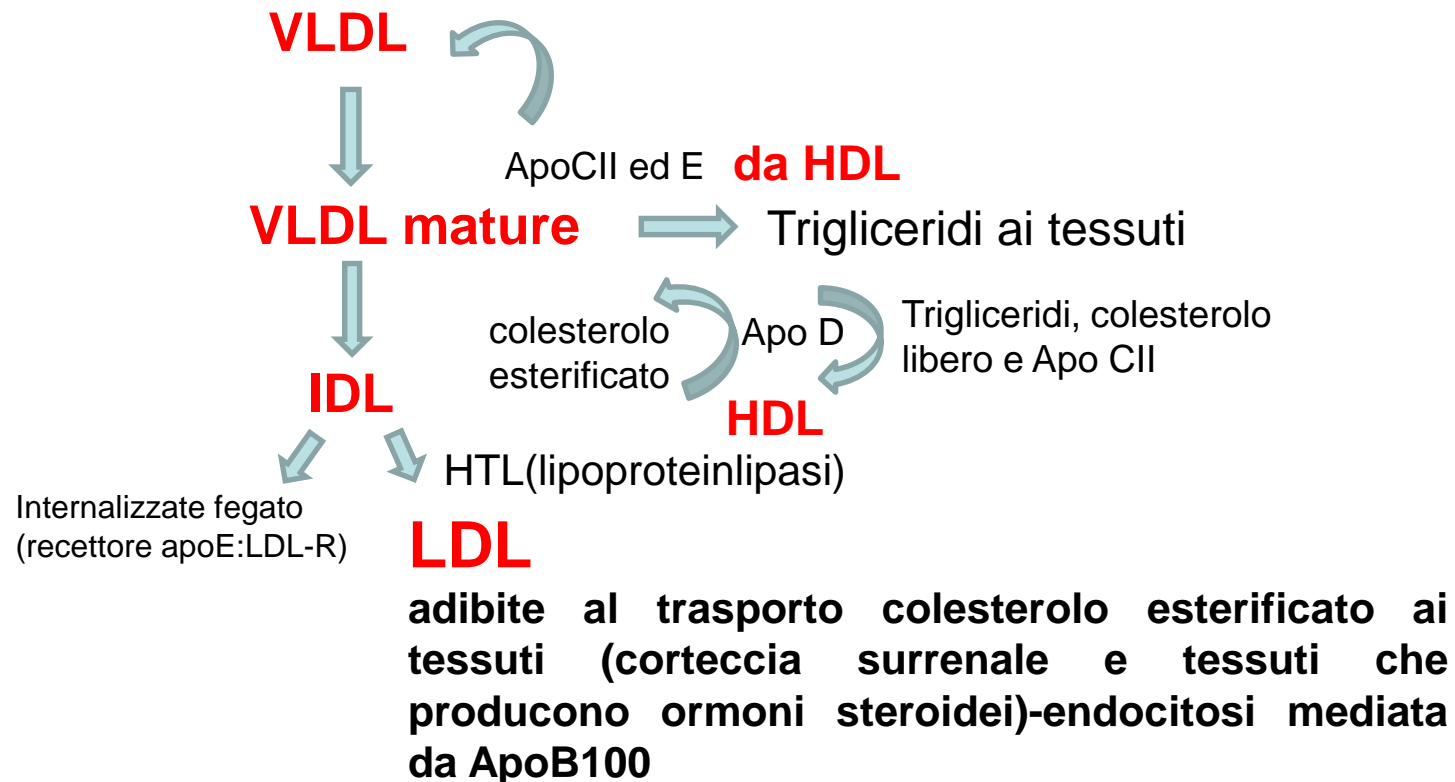 VLDL
ApoCII ed E da HDL
VLDL mature
Trigliceridi ai tessuti
colesterolo
esterificato
Apo D
Trigliceridi, colesterolo
libero e Apo CII
IDL
HDL
HTL(lipoproteinlipasi)
Internalizzate fegato
(recettore apoE:LDL-R)
LDL
adibite al trasporto colesterolo esterificato ai
tessuti (corteccia surrenale e tessuti che
producono ormoni steroidei)-endocitosi mediata
da ApoB100